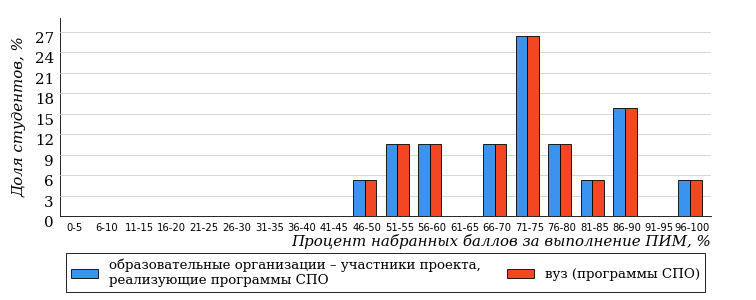 Доля студентов, %
27
24
21
18
15
12
9
6
3
0
0-5 6-10 11-15 16-20 21-25 26-30 31-35 36-40 41-45 46-50 51-55 56-60 61-65 66-70 71-75 76-80 81-85 86-90 91-95 96-100
Процент набранных баллов за выполнение ПИМ, %
образовательные организации – участники проекта,
реализующие программы СПО
вуз (программы СПО)